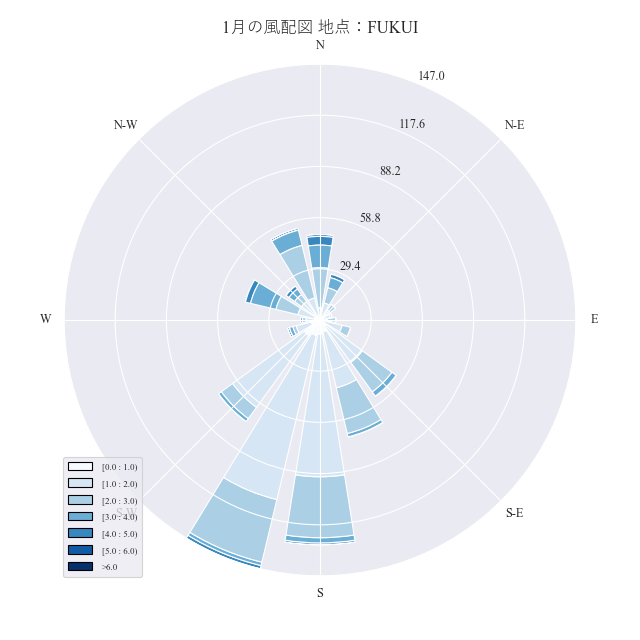 1月の風配図 地点：FUKUI
N
147.0
N-W
117.6
N-E
88.2
58.8
29.4
W
E
[0.0 : 1.0)
[1.0 : 2.0)
[2.0 : 3.0)
[3.0 : 4.0)
S-W
S-E
[4.0 : 5.0)
[5.0 : 6.0)
>6.0
S